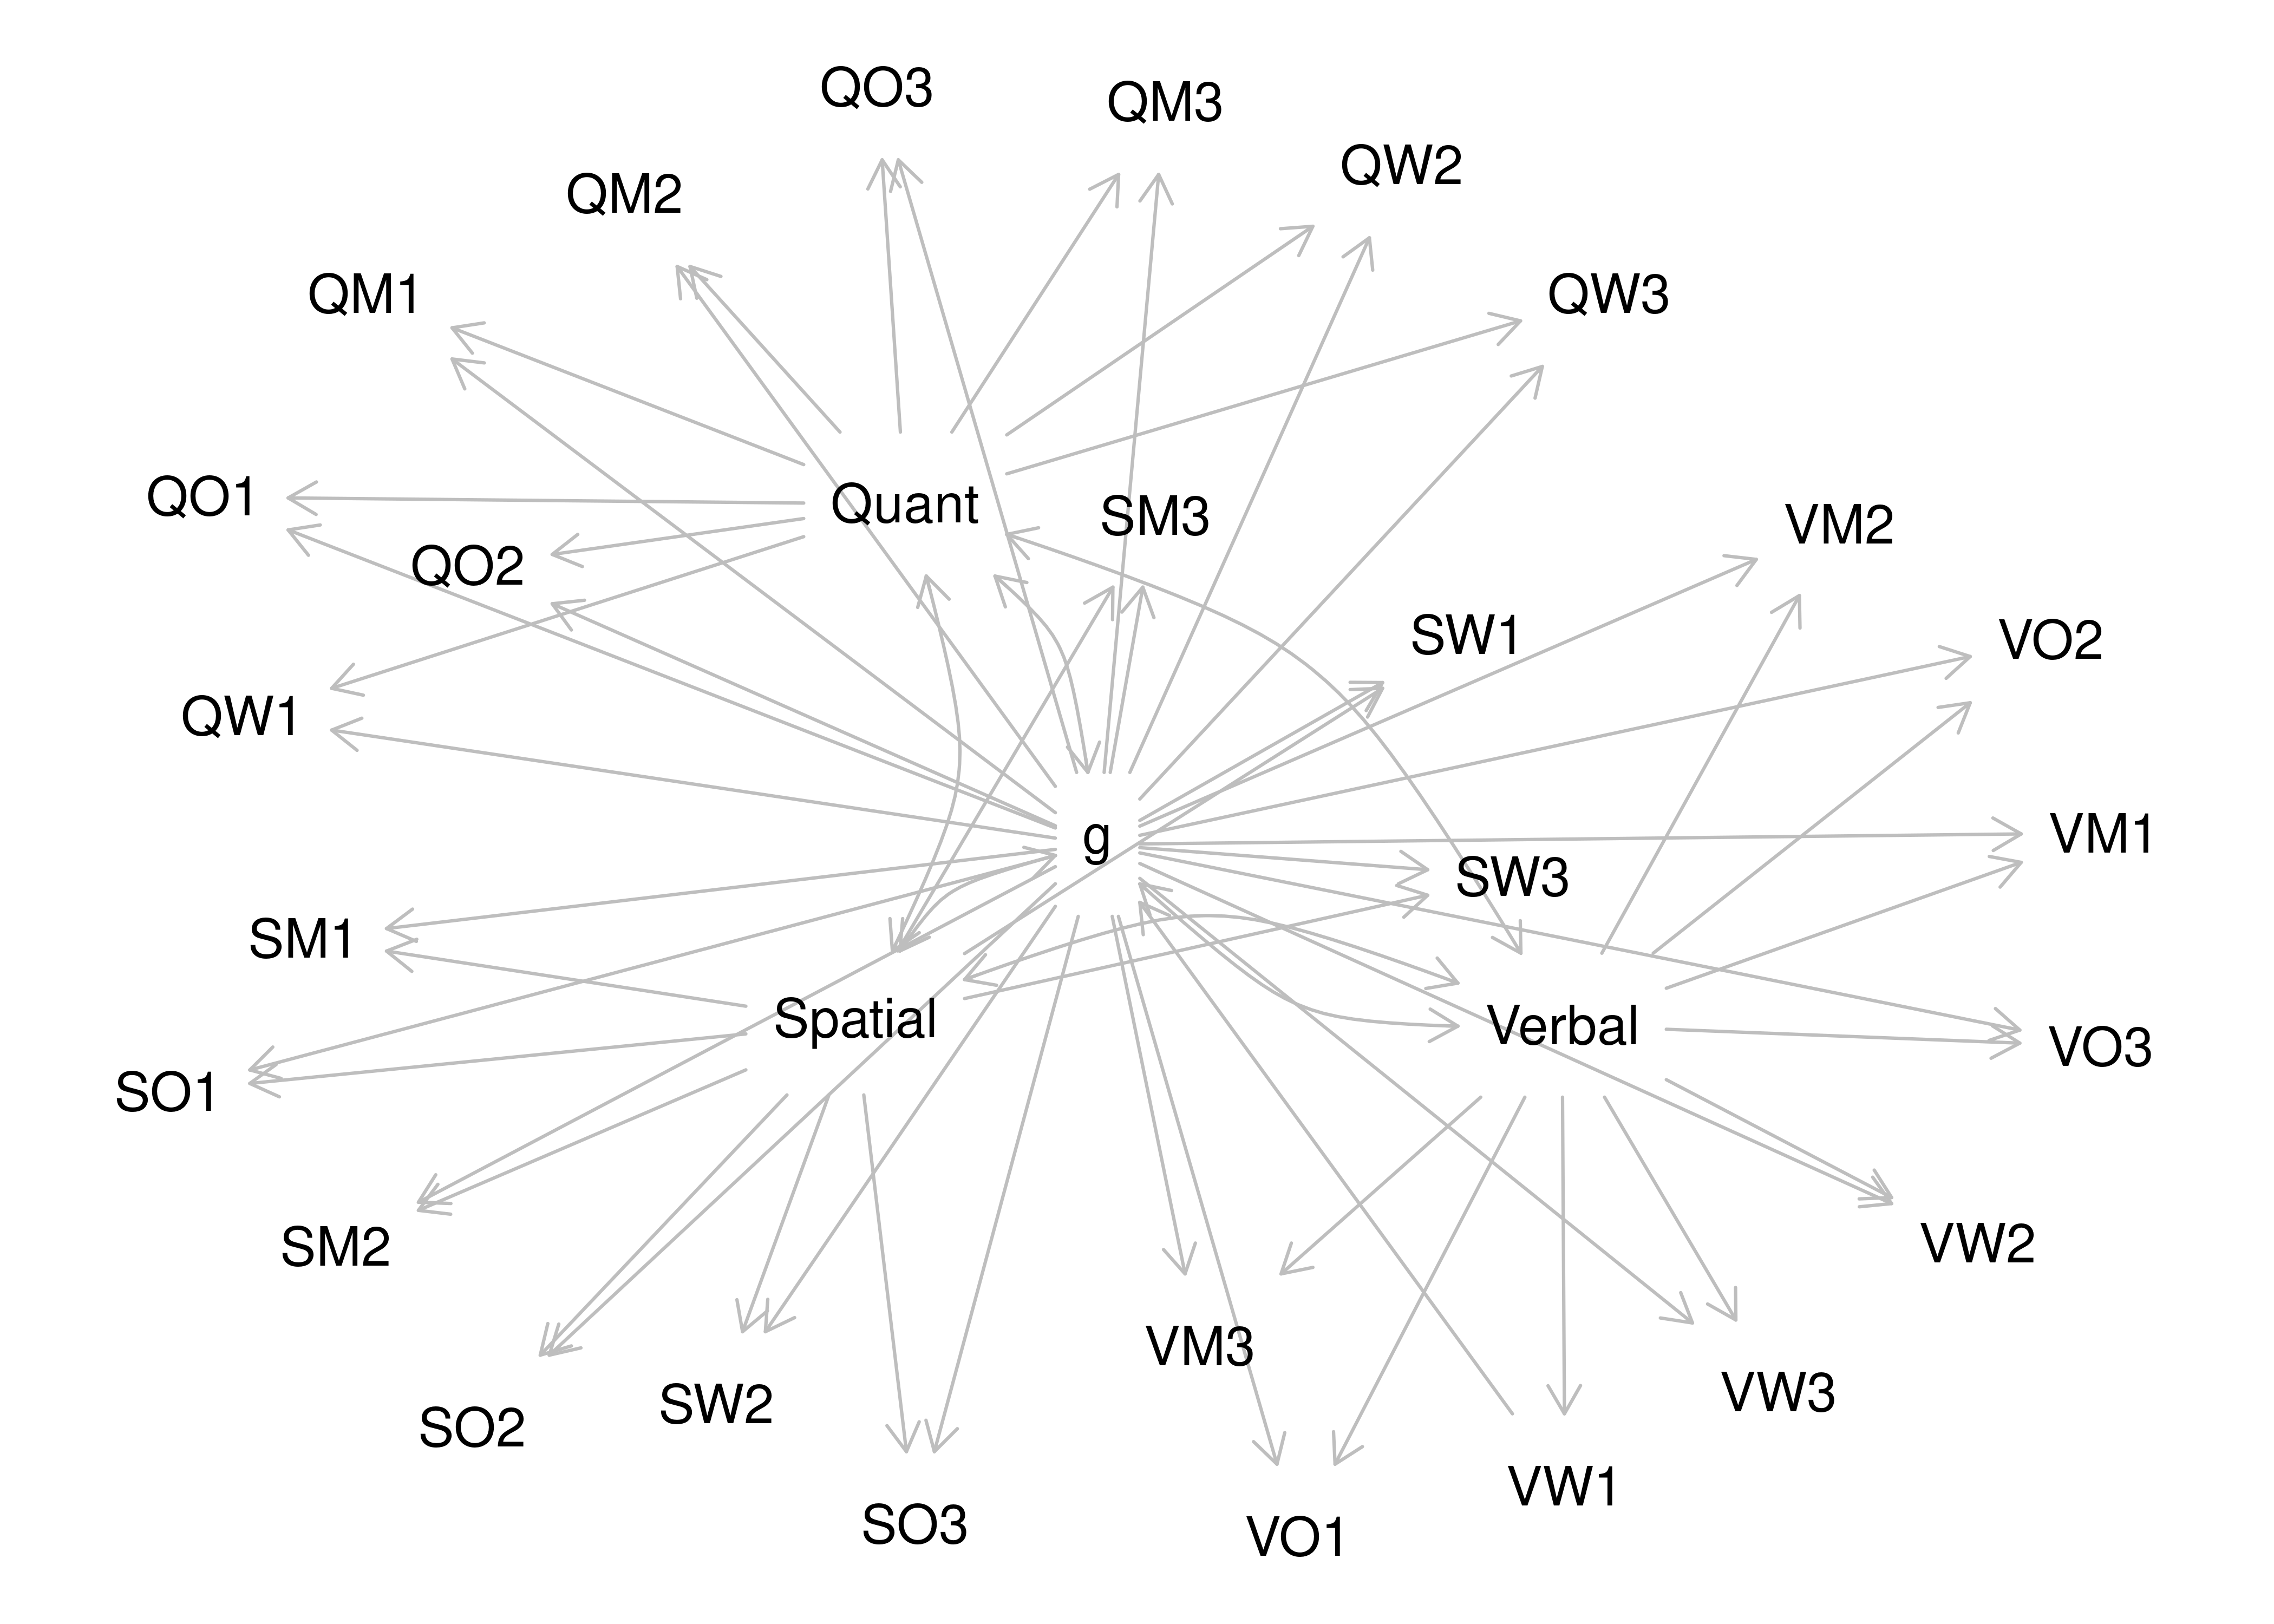 QO3
QM3
QW2
QM2
QM1
QW3
QO1
Quant
SM3
VM2
QO2
SW1
VO2
QW1
g
VM1
SW3
SM1
Spatial
Verbal
VO3
SO1
SM2
VW2
VM3
VW3
SW2
SO2
VW1
SO3
VO1